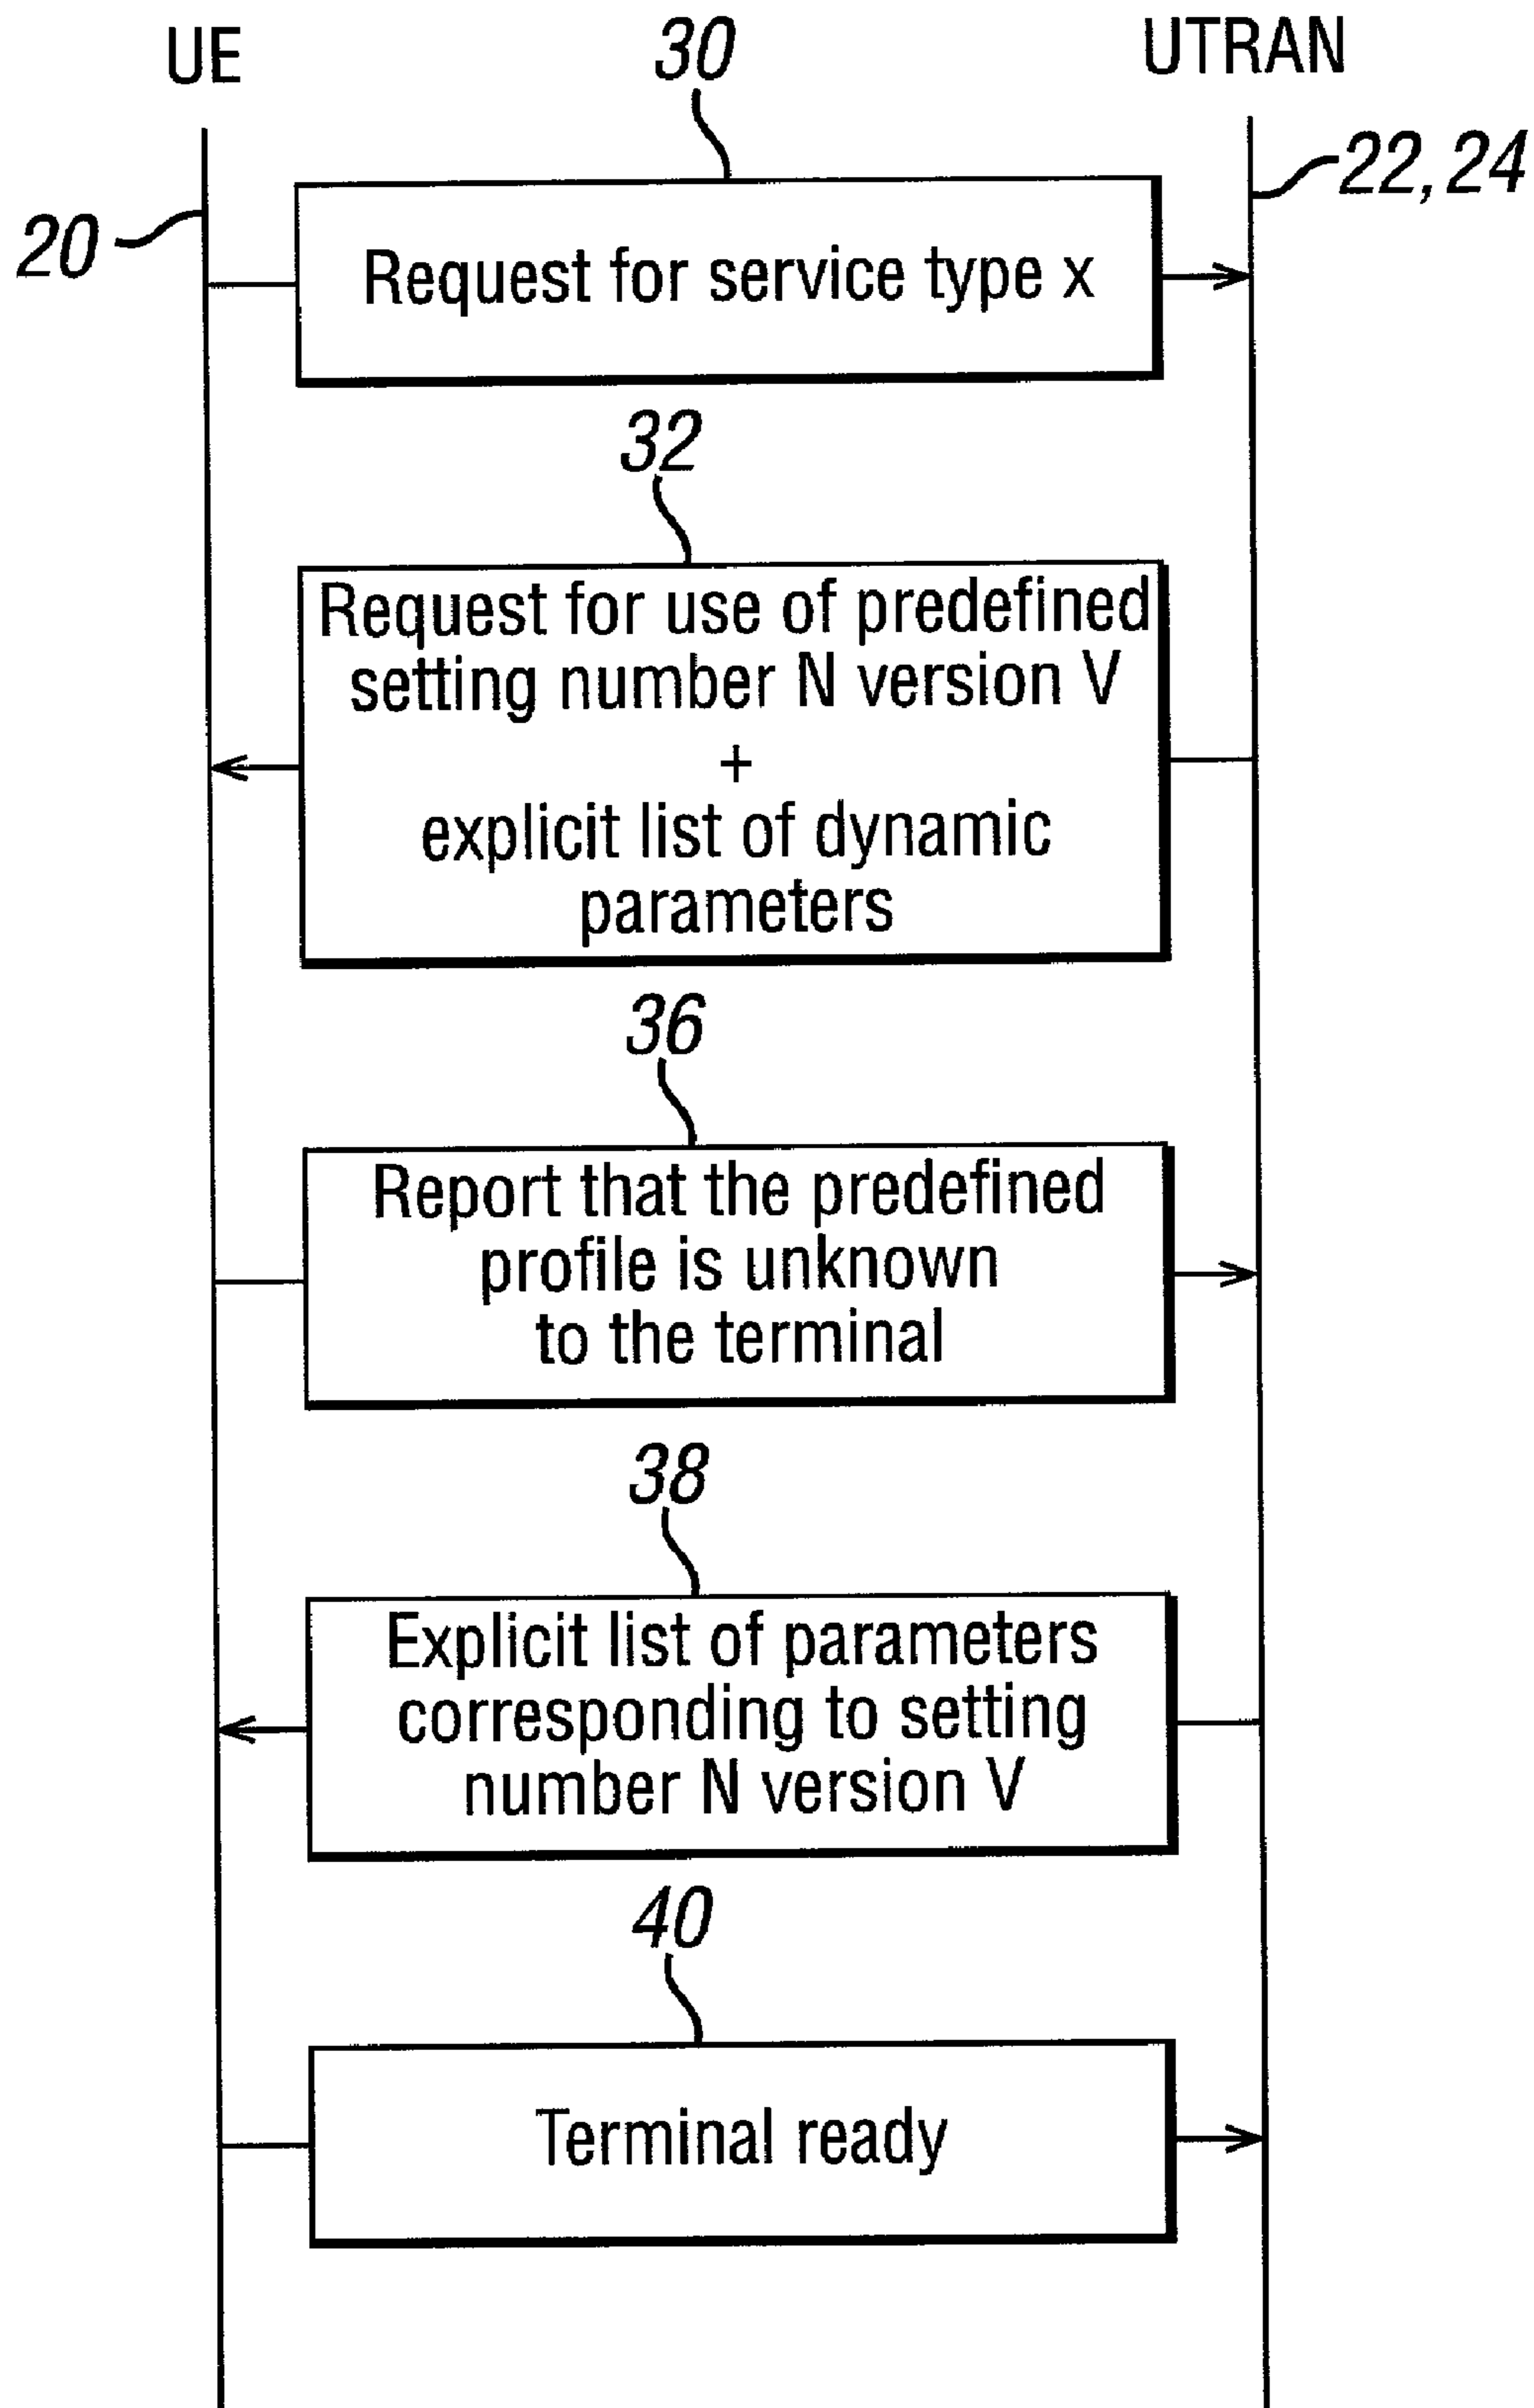 UE
UTRAN
30
22, 24
20
Request for service type x
32
Request for use of predefined
setting number N version V
+
explicit list of dynamic
parameters
36
Report that the predefined
profile is unknown
to the terminal
38
Explicit list of parameters
corresponding to setting
number N version V
40
Terminal ready